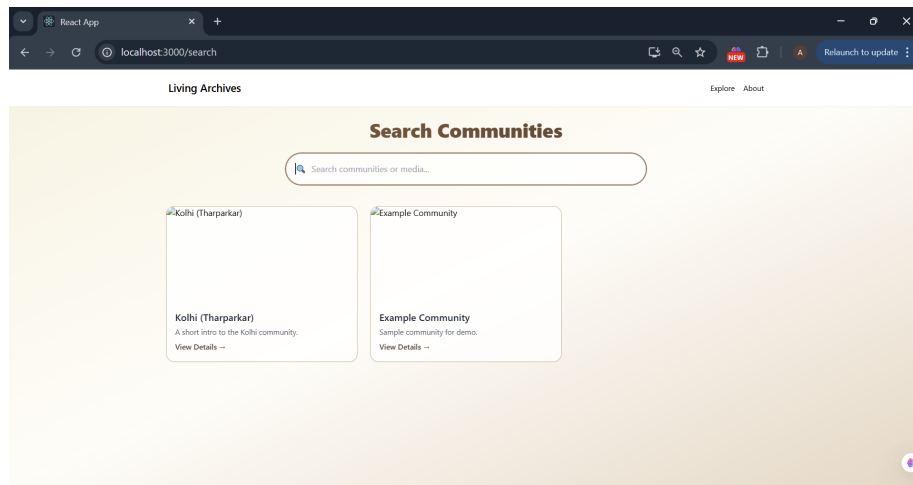 React App
localhost:3000/search
NEW
A
Relaunch to update
Living Archives
Explore About
Search Communities
Search communities or media...
Kolhi (Tharparkar)
Example Community
Kolhi (Tharparkar)
A short intro to the Kolhi community.
View Details →
Example Community
Sample community for demo.
View Details →